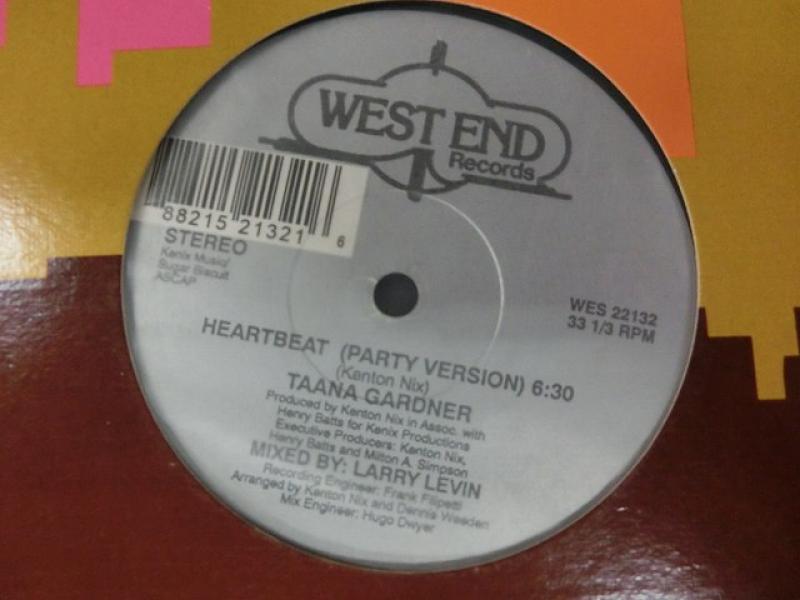 WEST END
Records
88215 21321 6
STEREO
Kenix Music/
Sugar Biscuit
ASCAP
WES 22132
33 1/3 RPM
HEARTBEAT (PARTY VERSION) 6:30
(Kenton Nix)
TAANA GARDNER
Produced by Kenton Nix in Assoc. with
Henry Batts for Kenix Productions
Executive Producers: Kenton Nix,
Henry Batts and Milton A. Simpson
MIXED BY: LARRY LEVIN
Recording Engineer: Frank Filipetti
Arranged by Kenton Nix and Dennis Weeden
Mix Engineer: Hugo Dwyer